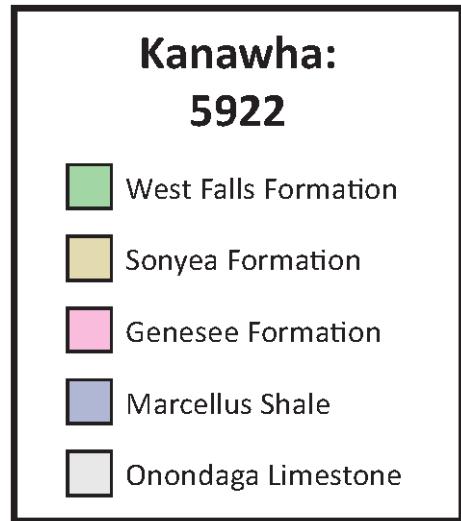 Kanawha:
5922
West Falls Formation
Sonyea Formation
Genesee Formation
Marcellus Shale
Onondaga Limestone